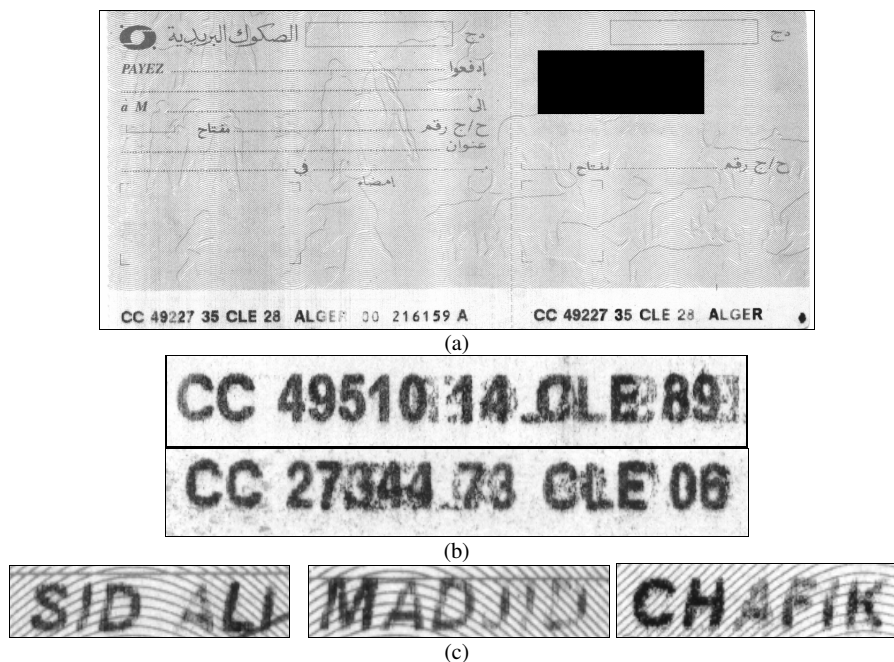 الصكوك البريدية دج دج
PAYEZ إدفعوا
à M إلى
ح/ج رقم مفتاح
عنوان
في ح/ج رقم مفتاح
إمضاء
CC 49227 35 CLE 28 ALGER 00 216159 A CC 49227 35 CLE 28 ALGER
(a)
CC 49510 14 CLE 89
CC 27344 73 CLE 06
(b)
SID ALI MADJID CHAFIK
(c)